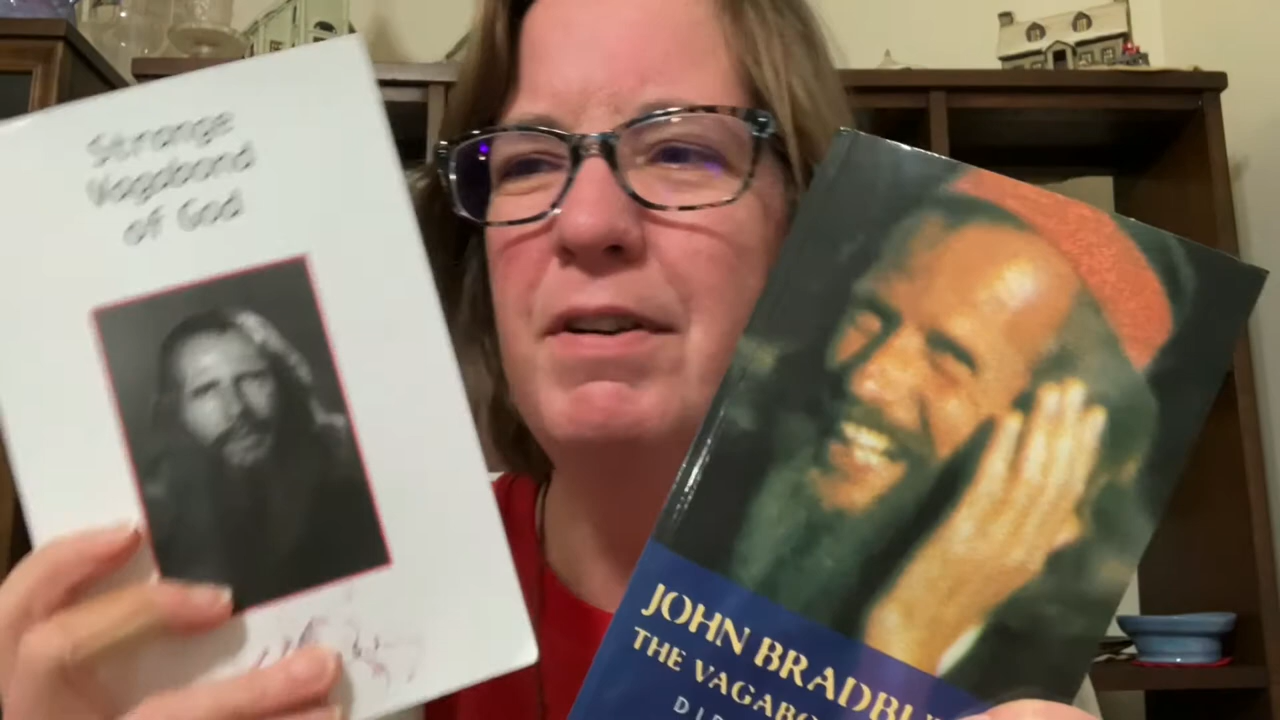 Strange
Vagabond
of God
JOHN BRADBU
THE VAGABO